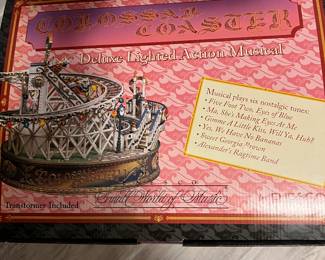 COLOSSAL
COASTER
Deluxe Lighted Action Musical
Musical plays six nostalgic tunes:
• Five Foot Two, Eyes of Blue
• Ma, She's Making Eyes At Me
• Gimme A Little Kiss, Will Ya, Huh?
• Yes, We Have No Bananas
• Sweet Georgia Brown
• Alexander's Ragtime Band
Small World of Music
Transformer Included
ENESCO